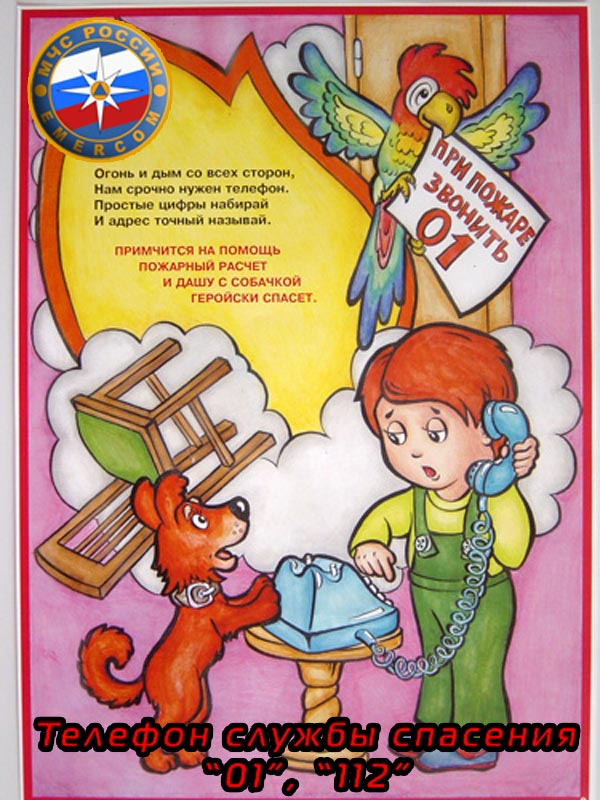 МЧС РОССИИ
EMERCOM
Огонь и дым со всех сторон,
Нам срочно нужен телефон.
Простые цифры набирай
И адрес точный называй.
ПРИМЧИТСЯ НА ПОМОЩЬ
ПОЖАРНЫЙ РАСЧЕТ
И ДАШУ С СОБАЧКОЙ
ГЕРОЙСКИ СПАСЕТ.
ПРИ ПОЖАРЕ
ЗВОНИТЬ
01
Телефон службы спасения
"01", "112"